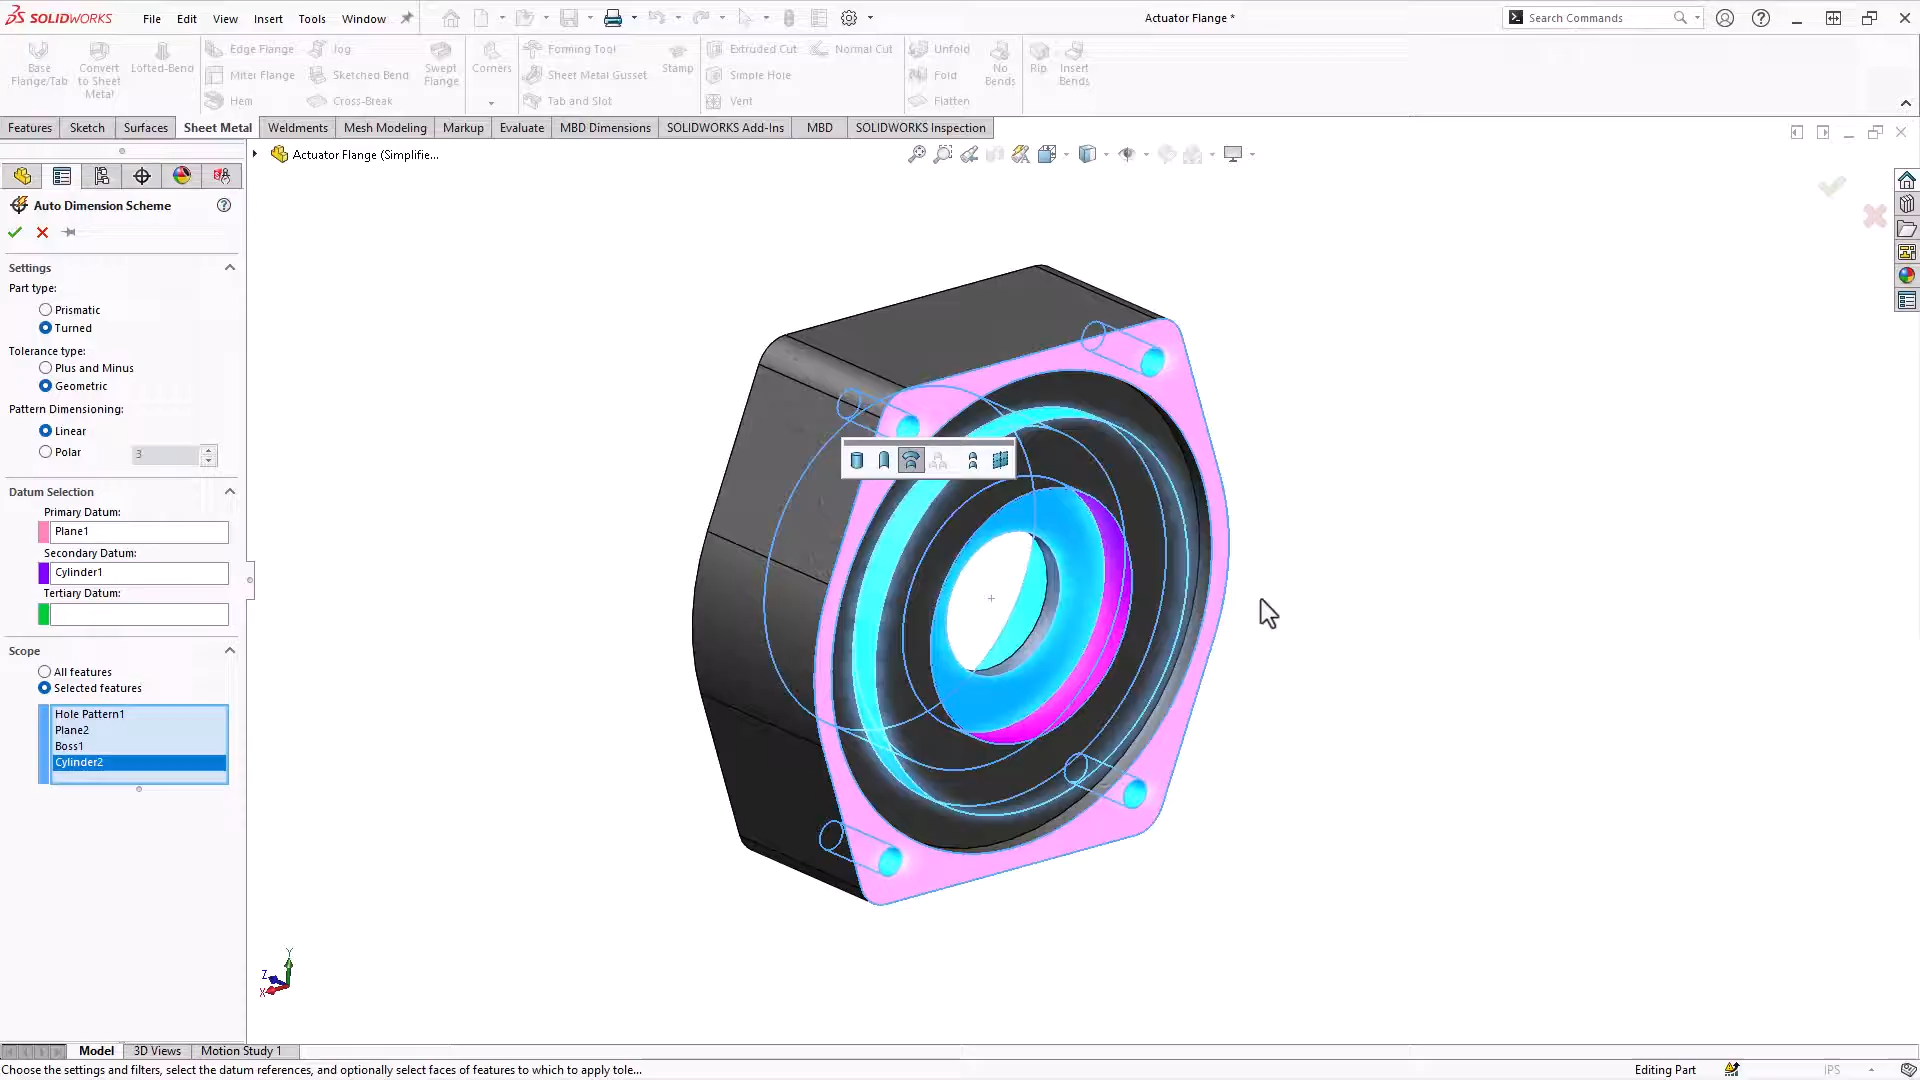 SOLIDWORKS File Edit View Insert Tools Window Actuator Flange * Search Commands
Base Flange/Tab Convert to Sheet Metal Lofted-Bend Edge Flange Jog Swept Flange Corners Forming Tool Stamp Extruded Cut Normal Cut Unfold No Bends Rip Insert Bends
Miter Flange Sketched Bend Sheet Metal Gusset Simple Hole Fold
Hem Cross-Break Tab and Slot Vent Flatten
Features Sketch Surfaces Sheet Metal Weldments Mesh Modeling Markup Evaluate MBD Dimensions SOLIDWORKS Add-Ins MBD SOLIDWORKS Inspection
Actuator Flange (Simplifie...
Auto Dimension Scheme
Settings
Part type:
Prismatic
Turned
Tolerance type:
Plus and Minus
Geometric
Pattern Dimensioning:
Linear
Polar 3
Datum Selection
Primary Datum:
Plane1
Secondary Datum:
Cylinder1
Tertiary Datum:
Scope
All features
Selected features
Hole Pattern1
Plane2
Boss1
Cylinder2
Y
Z
X
Model 3D Views Motion Study 1
Choose the settings and filters, select the datum references, and optionally select faces of features to which to apply tole... Editing Part IPS